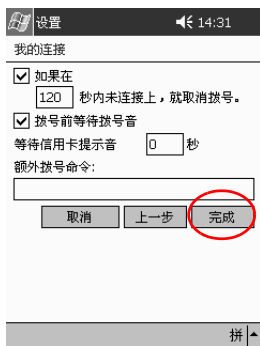 设置 14:31
我的连接
如果在
120 秒内未连接上，就取消拨号。
拨号前等待拨号音
等待信用卡提示音 0 秒
额外拨号命令:
取消 上一步 完成
拼